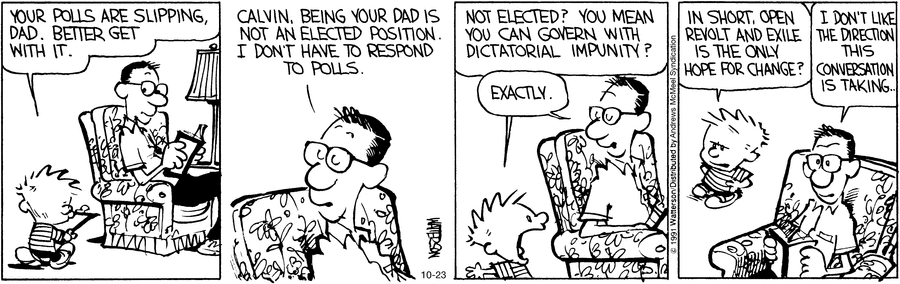 YOUR POLLS ARE SLIPPING,
DAD. BETTER GET
WITH IT.
CALVIN, BEING YOUR DAD IS
NOT AN ELECTED POSITION.
I DON'T HAVE TO RESPOND
TO POLLS.
WATTERSON
10-23
NOT ELECTED? YOU MEAN
YOU CAN GOVERN WITH
DICTATORIAL IMPUNITY?
EXACTLY.
© 1991 Watterson/Distributed by Andrews McMeel Syndication
IN SHORT, OPEN
REVOLT AND EXILE
IS THE ONLY
HOPE FOR CHANGE?
I DON'T LIKE
THE DIRECTION
THIS
CONVERSATION
IS TAKING..